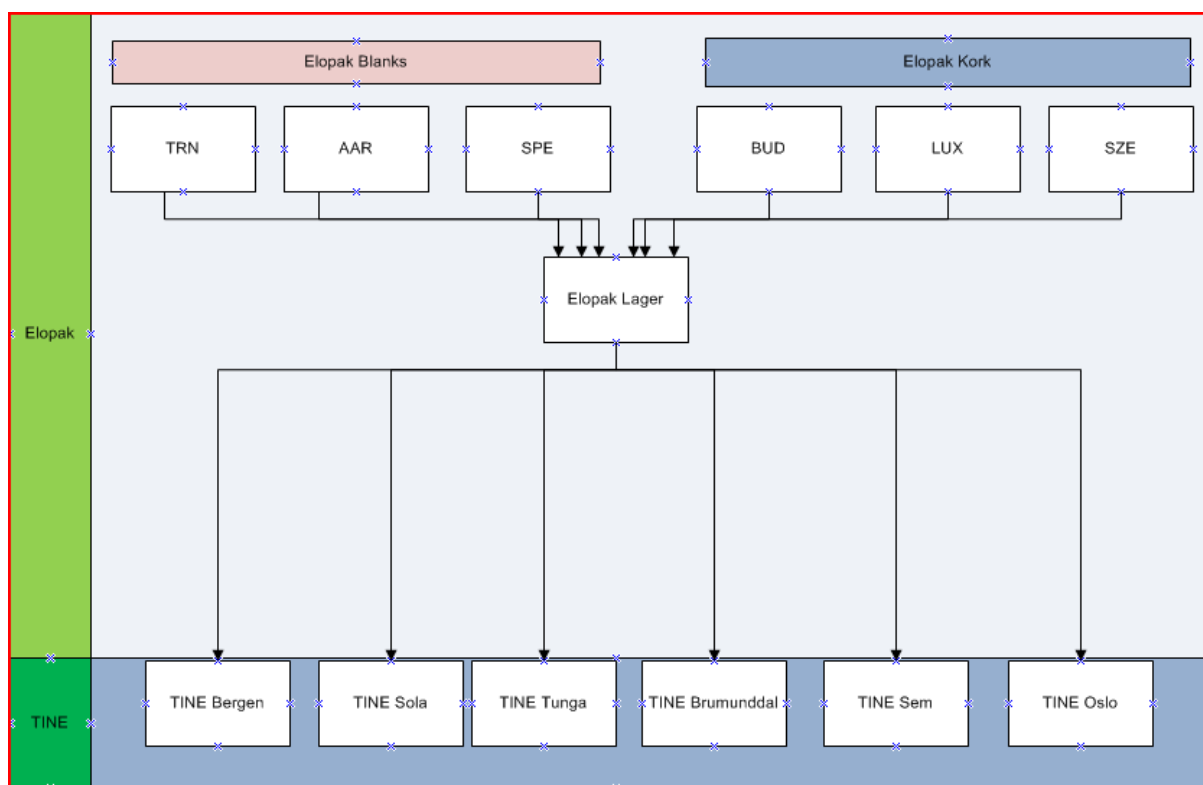 Elopak Blanks
Elopak Kork
TRN
AAR
SPE
BUD
LUX
SZE
Elopak Lager
Elopak
TINE
TINE Bergen
TINE Sola
TINE Tunga
TINE Brumunddal
TINE Sem
TINE Oslo